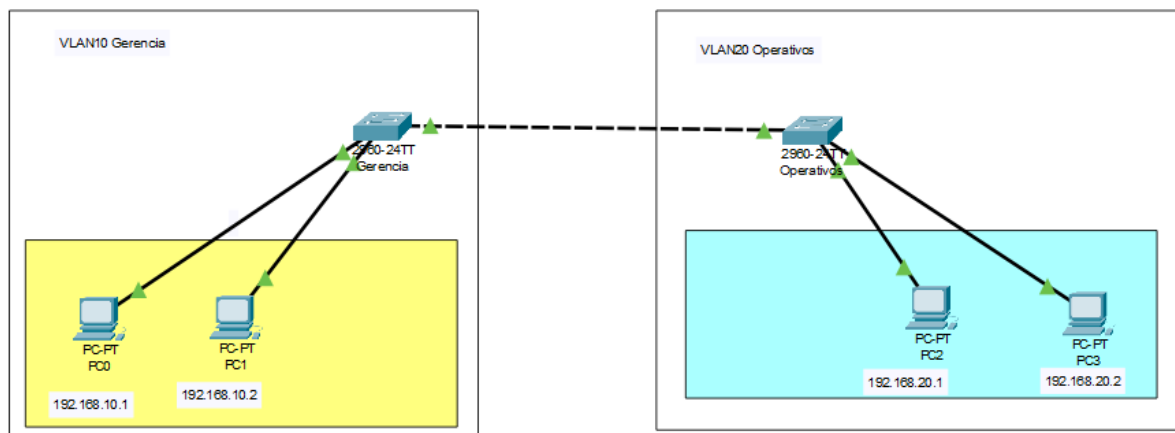 VLAN10 Gerencia
VLAN20 Operativos
2960-24TT
Gerencia
2960-24TT
Operativos
PC-PT
PC0
PC-PT
PC1
PC-PT
PC2
PC-PT
PC3
192.168.10.1
192.168.10.2
192.168.20.1
192.168.20.2